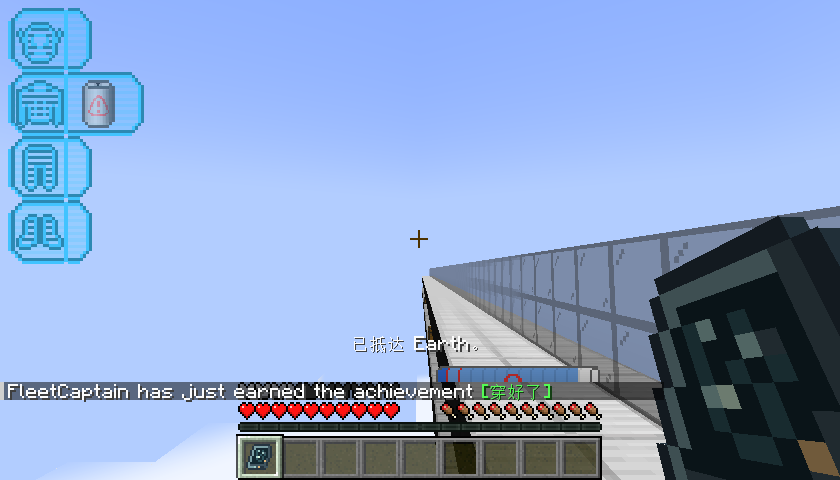 已抵达 Earth。
FleetCaptain has just earned the achievement [穿好了]